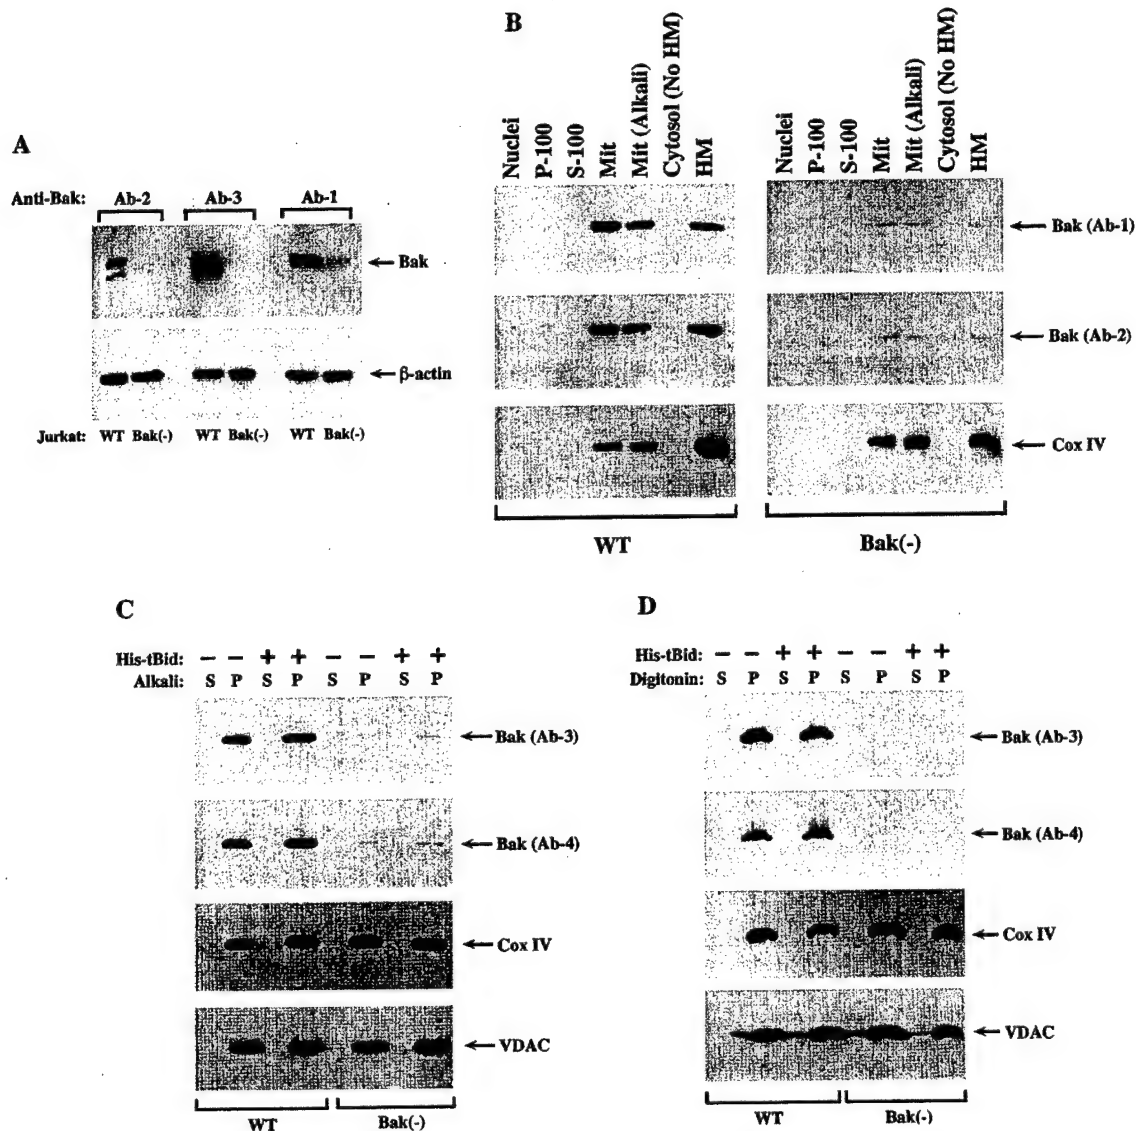 A
Anti-Bak: Ab-2 Ab-3 Ab-1
← Bak
← β-actin
Jurkat: WT Bak(-) WT Bak(-) WT Bak(-)
B
Nuclei P-100 S-100 Mit Mit (Alkali) Cytosol (No HM) HM
Nuclei P-100 S-100 Mit Mit (Alkali) Cytosol (No HM) HM
← Bak (Ab-1)
← Bak (Ab-2)
← Cox IV
WT Bak(-)
C
His-tBid: – – + + – – + +
Alkali: S P S P S P S P
← Bak (Ab-3)
← Bak (Ab-4)
← Cox IV
← VDAC
WT Bak(-)
D
His-tBid: – – + + – – + +
Digitonin: S P S P S P S P
← Bak (Ab-3)
← Bak (Ab-4)
← Cox IV
← VDAC
WT Bak(-)